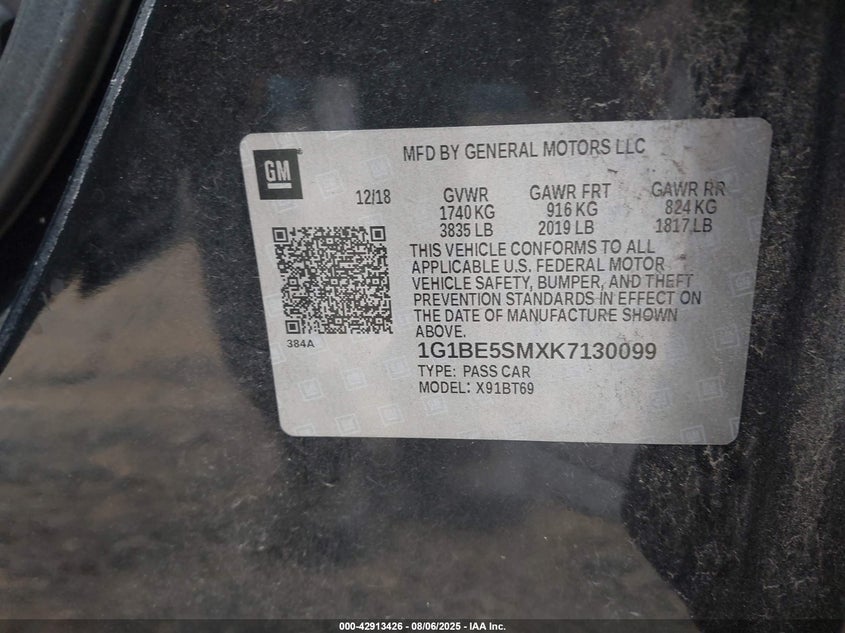 MFD BY GENERAL MOTORS LLC
GM
12/18
GVWR GAWR FRT GAWR RR
1740 KG 916 KG 824 KG
3835 LB 2019 LB 1817 LB
THIS VEHICLE CONFORMS TO ALL
APPLICABLE U.S. FEDERAL MOTOR
VEHICLE SAFETY, BUMPER, AND THEFT
PREVENTION STANDARDS IN EFFECT ON
THE DATE OF MANUFACTURE SHOWN
ABOVE.
384A
1G1BE5SMXK7130099
TYPE: PASS CAR
MODEL: X91BT69
000-42913426 - 08/06/2025 - IAA Inc.